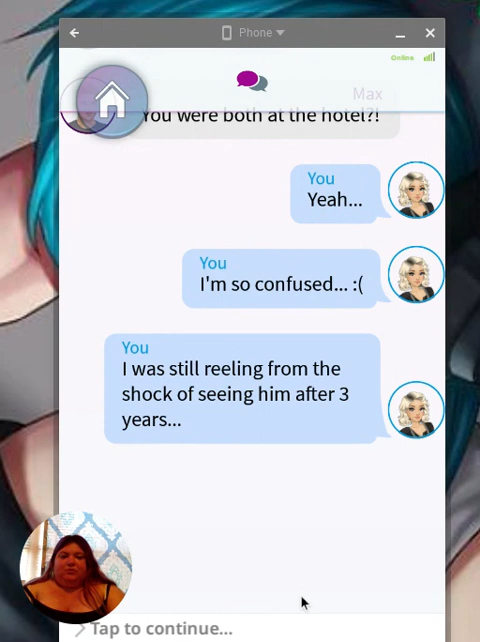 Phone
Online
Max
You were both at the hotel?!
You
Yeah...
You
I'm so confused... :(
You
I was still reeling from the
shock of seeing him after 3
years...
Tap to continue...